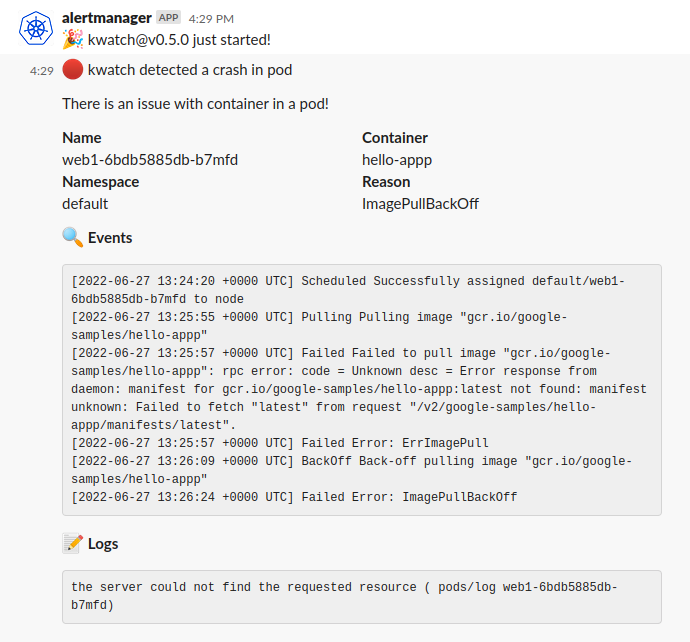 alertmanager APP 4:29 PM
kwatch@v0.5.0 just started!
4:29 kwatch detected a crash in pod
There is an issue with container in a pod!
Name Container
web1-6bdb5885db-b7mfd hello-appp
Namespace Reason
default ImagePullBackOff
Events
[2022-06-27 13:24:20 +0000 UTC] Scheduled Successfully assigned default/web1-
6bdb5885db-b7mfd to node
[2022-06-27 13:25:55 +0000 UTC] Pulling Pulling image "gcr.io/google-
samples/hello-appp"
[2022-06-27 13:25:57 +0000 UTC] Failed Failed to pull image "gcr.io/google-
samples/hello-appp": rpc error: code = Unknown desc = Error response from
daemon: manifest for gcr.io/google-samples/hello-appp:latest not found: manifest
unknown: Failed to fetch "latest" from request "/v2/google-samples/hello-
appp/manifests/latest".
[2022-06-27 13:25:57 +0000 UTC] Failed Error: ErrImagePull
[2022-06-27 13:26:09 +0000 UTC] BackOff Back-off pulling image "gcr.io/google-
samples/hello-appp"
[2022-06-27 13:26:24 +0000 UTC] Failed Error: ImagePullBackOff
Logs
the server could not find the requested resource ( pods/log web1-6bdb5885db-
b7mfd)